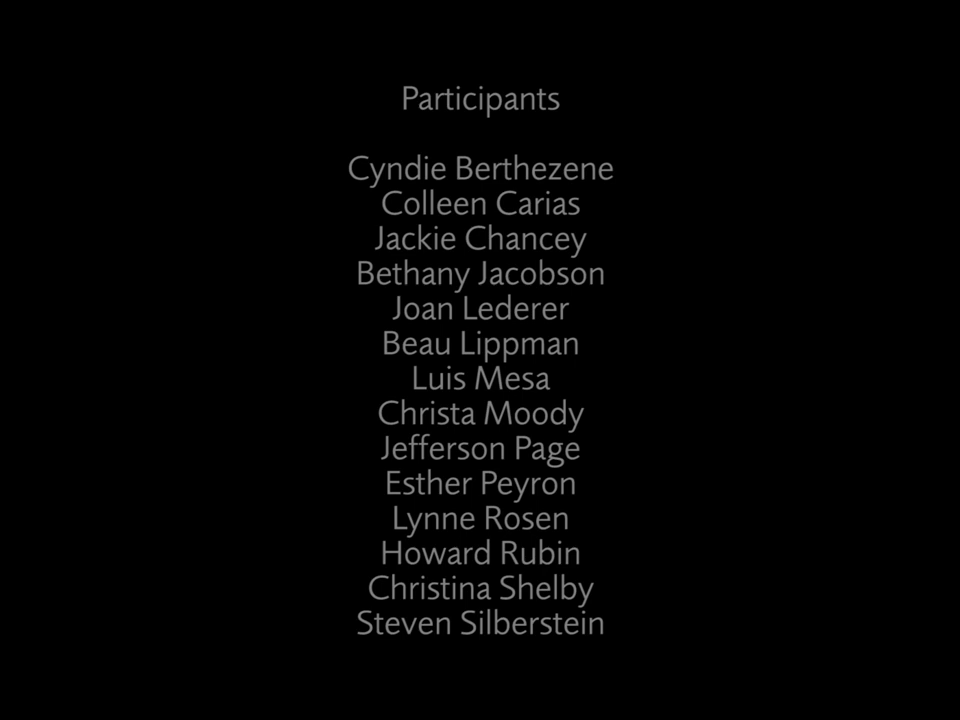 Participants
Cyndie Berthezene
Colleen Carias
Jackie Chancey
Bethany Jacobson
Joan Lederer
Beau Lippman
Luis Mesa
Christa Moody
Jefferson Page
Esther Peyron
Lynne Rosen
Howard Rubin
Christina Shelby
Steven Silberstein